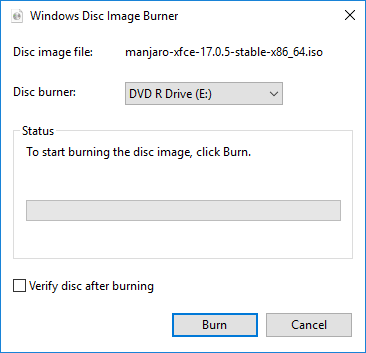 Windows Disc Image Burner
Disc image file: manjaro-xfce-17.0.5-stable-x86_64.iso
Disc burner: DVD R Drive (E:)
Status
To start burning the disc image, click Burn.
Verify disc after burning
Burn Cancel